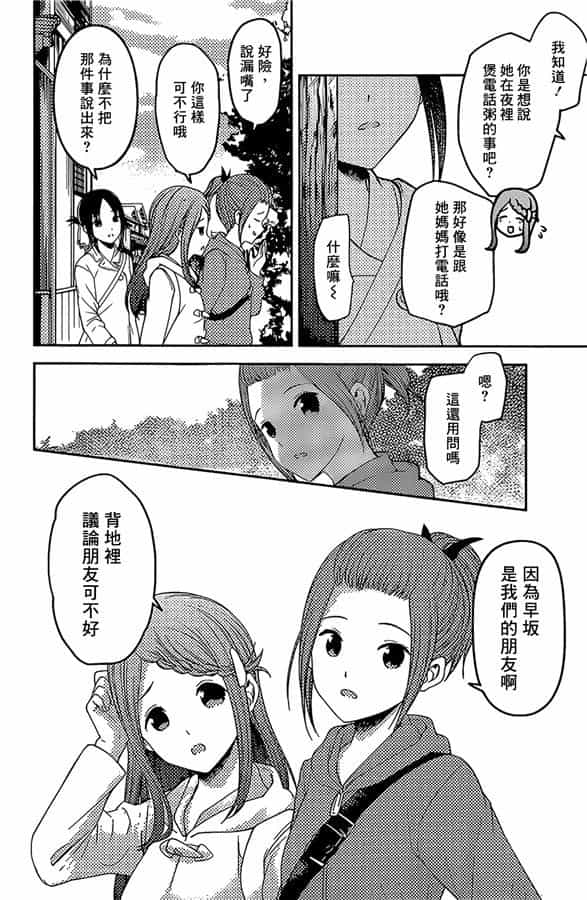 我知道！
你是想說
她在夜裡
煲電話粥的事吧？
那好像是跟
她媽媽打電話哦？
什麼嘛～
好險，
說漏嘴了
你這樣
可不行哦
為什麼不把
那件事說出來？
嗯？
這還用問嗎
因為早坂
是我們的朋友啊
背地裡
議論朋友可不好